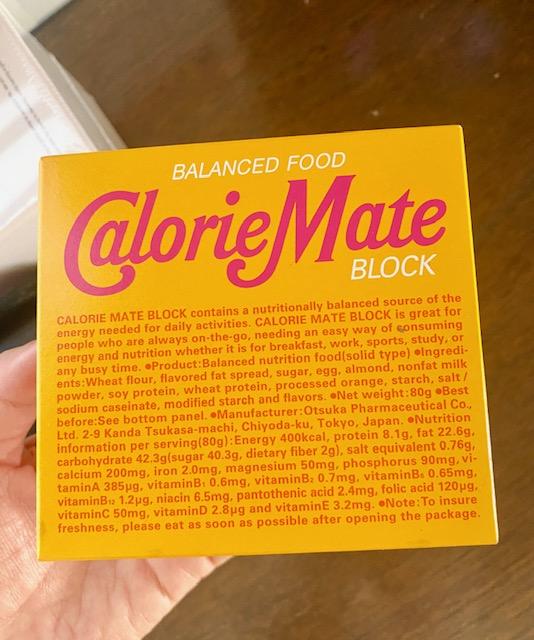 BALANCED FOOD
CalorieMate
BLOCK
CALORIE MATE BLOCK contains a nutritionally balanced source of the
energy needed for daily activities. CALORIE MATE BLOCK is great for
people who are always on-the-go, needing an easy way of consuming
energy and nutrition whether it is for breakfast, work, sports, study, or
any busy time. ●Product:Balanced nutrition food(solid type) ●Ingredi-
ents:Wheat flour, flavored fat spread, sugar, egg, almond, nonfat milk
powder, soy protein, wheat protein, processed orange, starch, salt /
sodium caseinate, modified starch and flavors. ●Net weight:80g ●Best
before:See bottom panel. ●Manufacturer:Otsuka Pharmaceutical Co.,
Ltd. 2-9 Kanda Tsukasa-machi, Chiyoda-ku, Tokyo, Japan. ●Nutrition
information per serving(80g):Energy 400kcal, protein 8.1g, fat 22.6g,
carbohydrate 42.3g(sugar 40.3g, dietary fiber 2g), salt equivalent 0.76g,
calcium 200mg, iron 2.0mg, magnesium 50mg, phosphorus 90mg, vi-
taminA 385μg, vitaminB₁ 0.6mg, vitaminB₂ 0.7mg, vitaminB₆ 0.65mg,
vitaminB₁₂ 1.2μg, niacin 6.5mg, pantothenic acid 2.4mg, folic acid 120μg,
vitaminC 50mg, vitaminD 2.8μg and vitaminE 3.2mg. ●Note:To insure
freshness, please eat as soon as possible after opening the package.